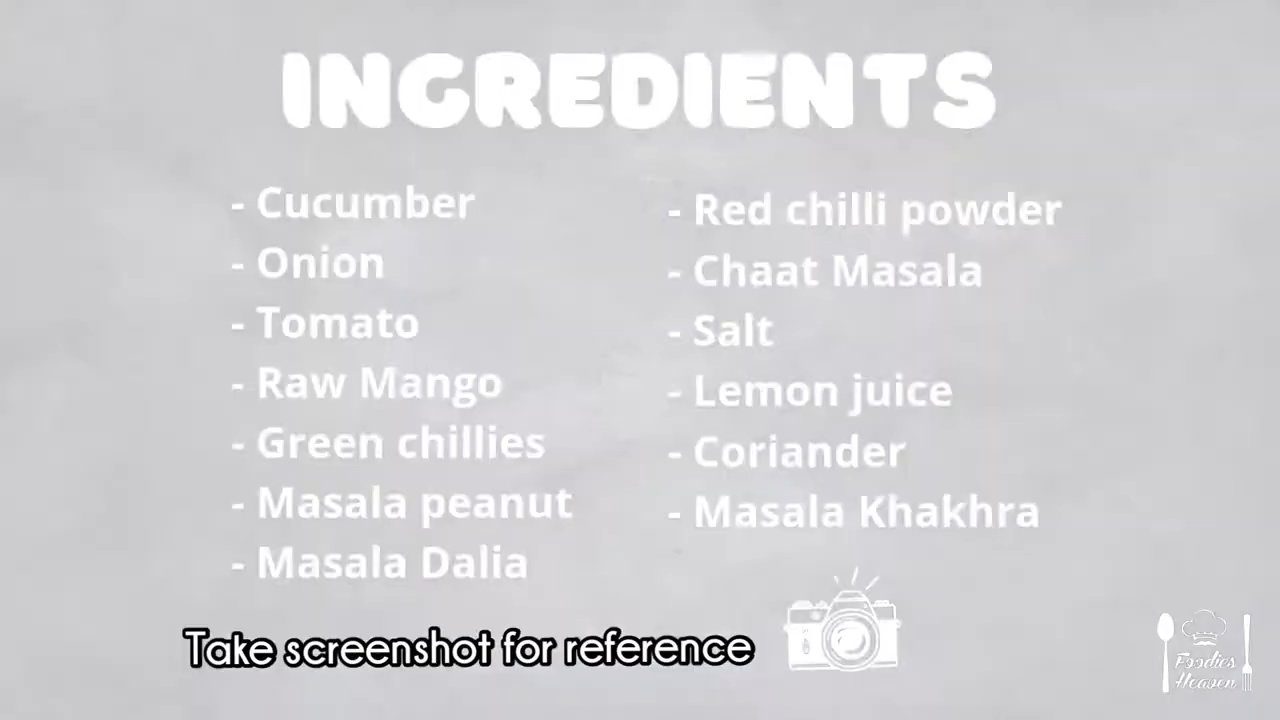 INGREDIENTS
- Cucumber
- Onion
- Tomato
- Raw Mango
- Green chillies
- Masala peanut
- Masala Dalia
- Red chilli powder
- Chaat Masala
- Salt
- Lemon juice
- Coriander
- Masala Khakhra
Take screenshot for reference
Foodies
Heaven